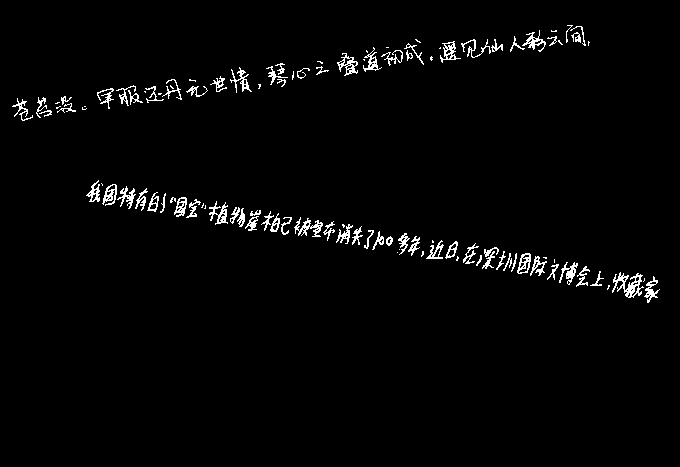 苍苔没。早服还丹无世情,琴心三叠道初成。遥见仙人彩云间,
我国特有的“国宝”植物崖柏已被宣布消失了100多年,近日,在深圳国际文博会上,收藏家